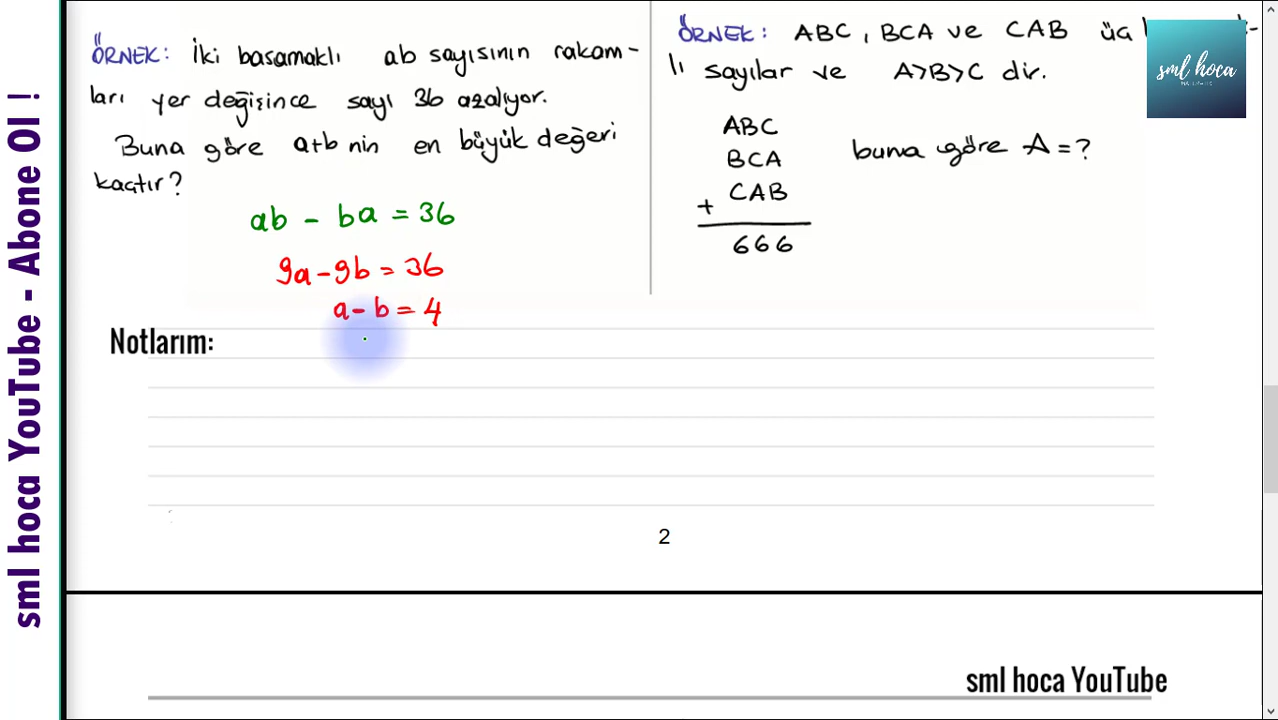 sml hoca YouTube - Abone Ol !
ÖRNEK: İki basamaklı ab sayısının rakam-
ları yer değişince sayı 36 azalıyor.
Buna göre a+b nin en büyük değeri
kaçtır?
ab - ba = 36
9a - 9b = 36
a - b = 4
ÖRNEK: ABC, BCA ve CAB üç
lı sayılar ve A>B>C dir.
ABC
BCA
+ CAB
666
buna göre A = ?
sml hoca
Notlarım:
2
sml hoca YouTube